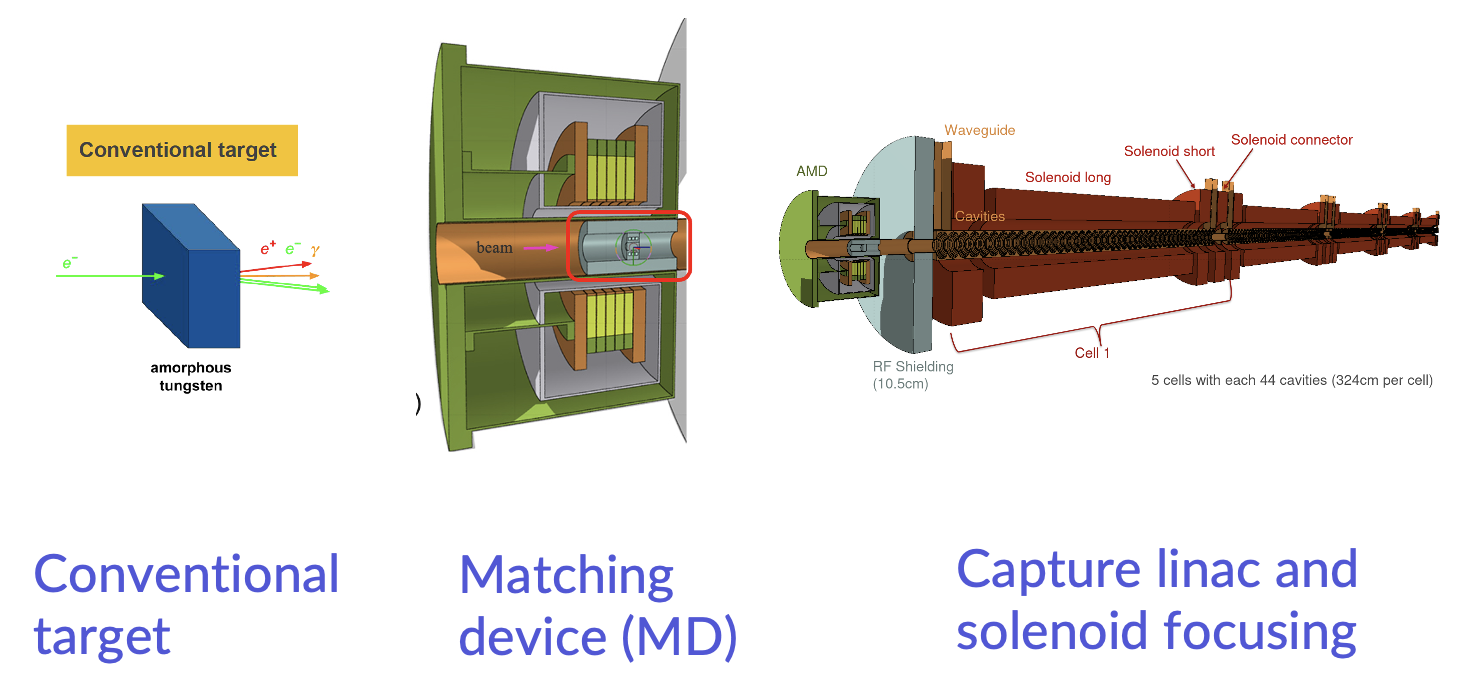 Conventional target
e⁻
e⁺ e⁻ γ
amorphous
tungsten
beam
)
AMD
Waveguide
Solenoid long
Solenoid short
Solenoid connector
Cavities
Cell 1
RF Shielding
(10.5cm)
5 cells with each 44 cavities (324cm per cell)
Conventional
target
Matching
device (MD)
Capture linac and
solenoid focusing